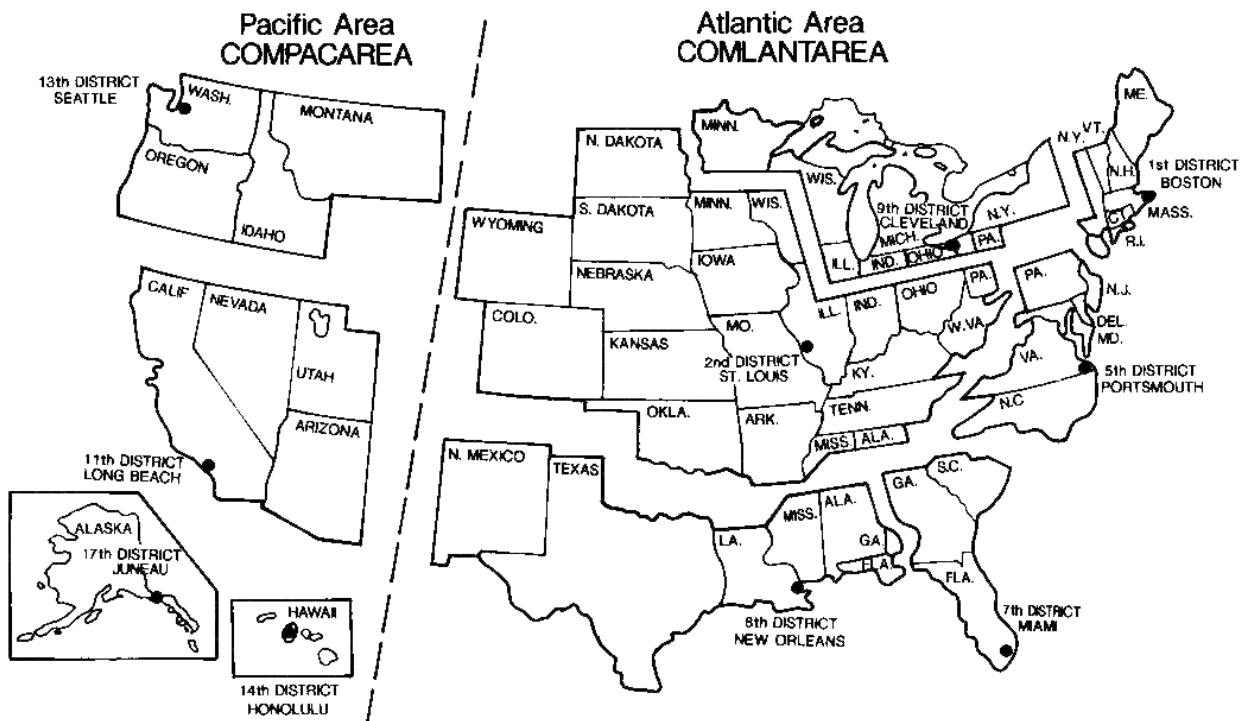 Pacific Area
COMPACAREA
Atlantic Area
COMLANTAREA
13th DISTRICT
SEATTLE
WASH.
MONTANA
OREGON
IDAHO
CALIF
NEVADA
UTAH
ARIZONA
11th DISTRICT
LONG BEACH
ALASKA
17th DISTRICT
JUNEAU
HAWAII
14th DISTRICT
HONOLULU
N. DAKOTA
MINN.
WIS.
S. DAKOTA
MINN.
WIS.
WYOMING
NEBRASKA
IOWA
COLO.
KANSAS
MO.
2nd DISTRICT
ST. LOUIS
ILL.
IND.
OHIO
PA.
W. VA.
KY.
TENN.
OKLA.
ARK.
MISS.
ALA.
9th DISTRICT
CLEVELAND
MICH.
N.Y.
ILL.
IND.
OHIO
PA.
N.Y.
VT.
ME.
N.H.
1st DISTRICT
BOSTON
MASS.
CT.
R.I.
PA.
N.J.
DEL.
MD.
VA.
5th DISTRICT
PORTSMOUTH
N.C
N. MEXICO
TEXAS
LA.
MISS.
ALA.
GA.
FLA.
8th DISTRICT
NEW ORLEANS
GA.
S.C.
FLA.
7th DISTRICT
MIAMI